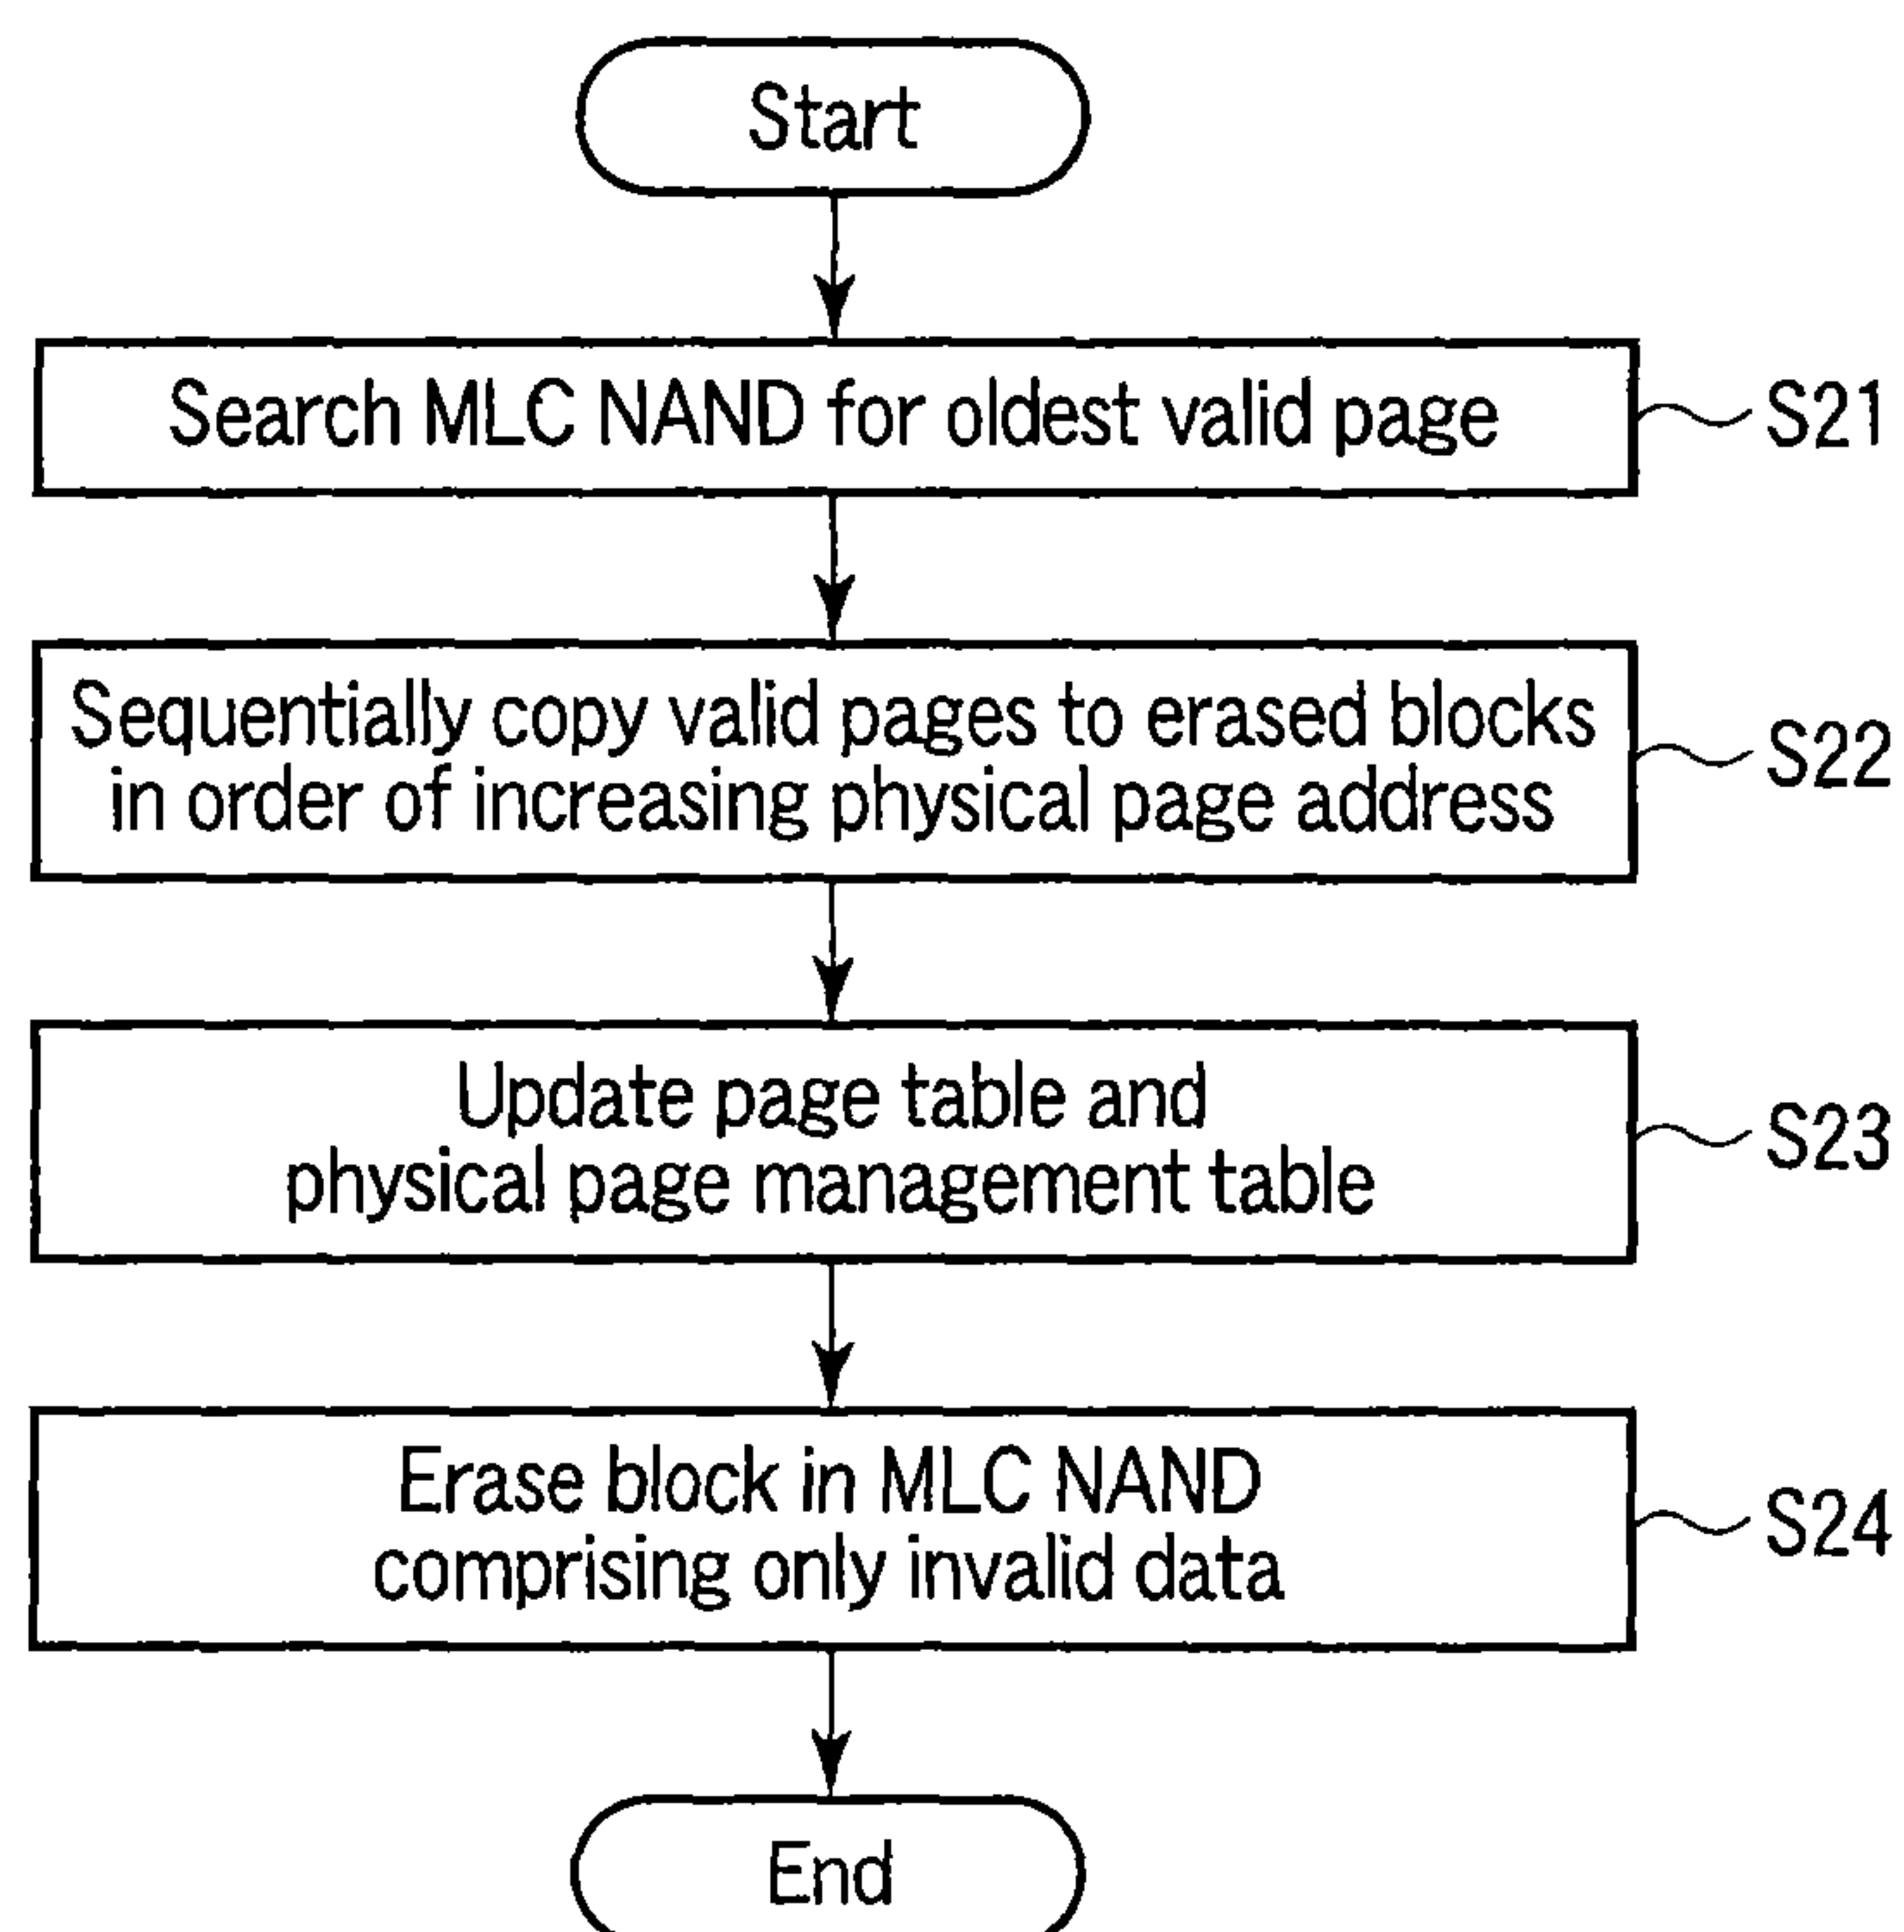 Start
Search MLC NAND for oldest valid page
S21
Sequentially copy valid pages to erased blocks
in order of increasing physical page address
S22
Update page table and
physical page management table
S23
Erase block in MLC NAND
comprising only invalid data
S24
End